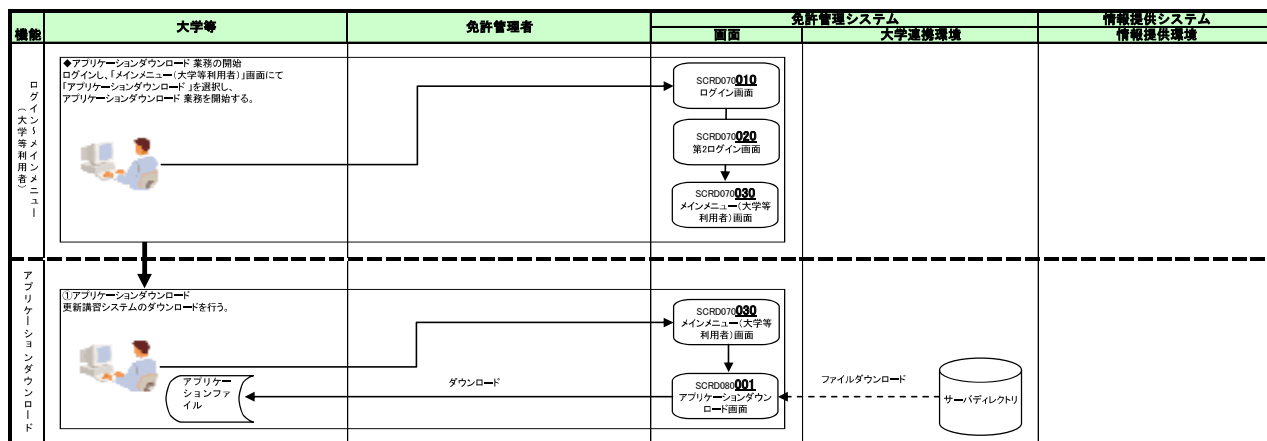 機能
大学等
免許管理者
免許管理システム
画面
大学連携環境
情報提供システム
情報提供環境
ログイン～メインメニュー
（大学等利用者）
◆アプリケーションダウンロード 業務の開始
ログインし、「メインメニュー（大学等利用者）」画面にて
「アプリケーションダウンロード 」を選択し、
アプリケーションダウンロード 業務を開始する。
SCRD070010
ログイン画面
SCRD070020
第2ログイン画面
SCRD070030
メインメニュー（大学等
利用者）画面
アプリケーションダウンロード
①アプリケーションダウンロード
更新講習システムのダウンロードを行う。
SCRD070030
メインメニュー（大学等
利用者）画面
アプリケー
ションファ
イル
ダウンロード
SCRD080001
アプリケーションダウン
ロード画面
ファイルダウンロード
サーバディレクトリ